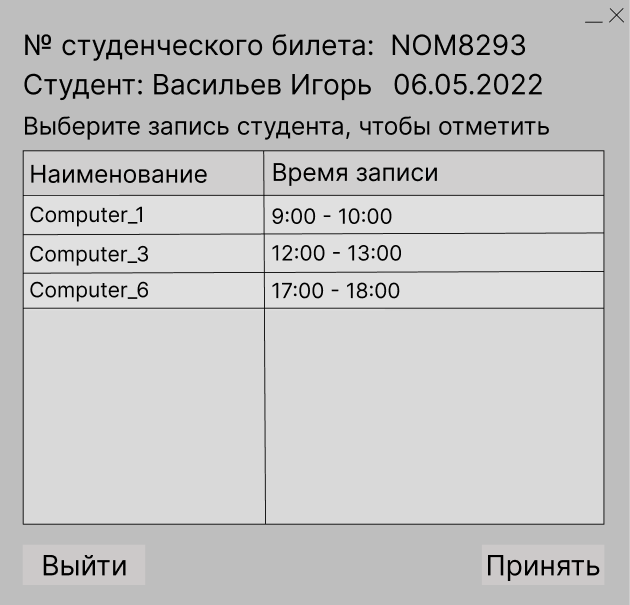 № студенческого билета: NOM8293
Студент: Васильев Игорь 06.05.2022
Выберите запись студента, чтобы отметить
Наименование Время записи
Computer_1 9:00 - 10:00
Computer_3 12:00 - 13:00
Computer_6 17:00 - 18:00
Выйти Принять